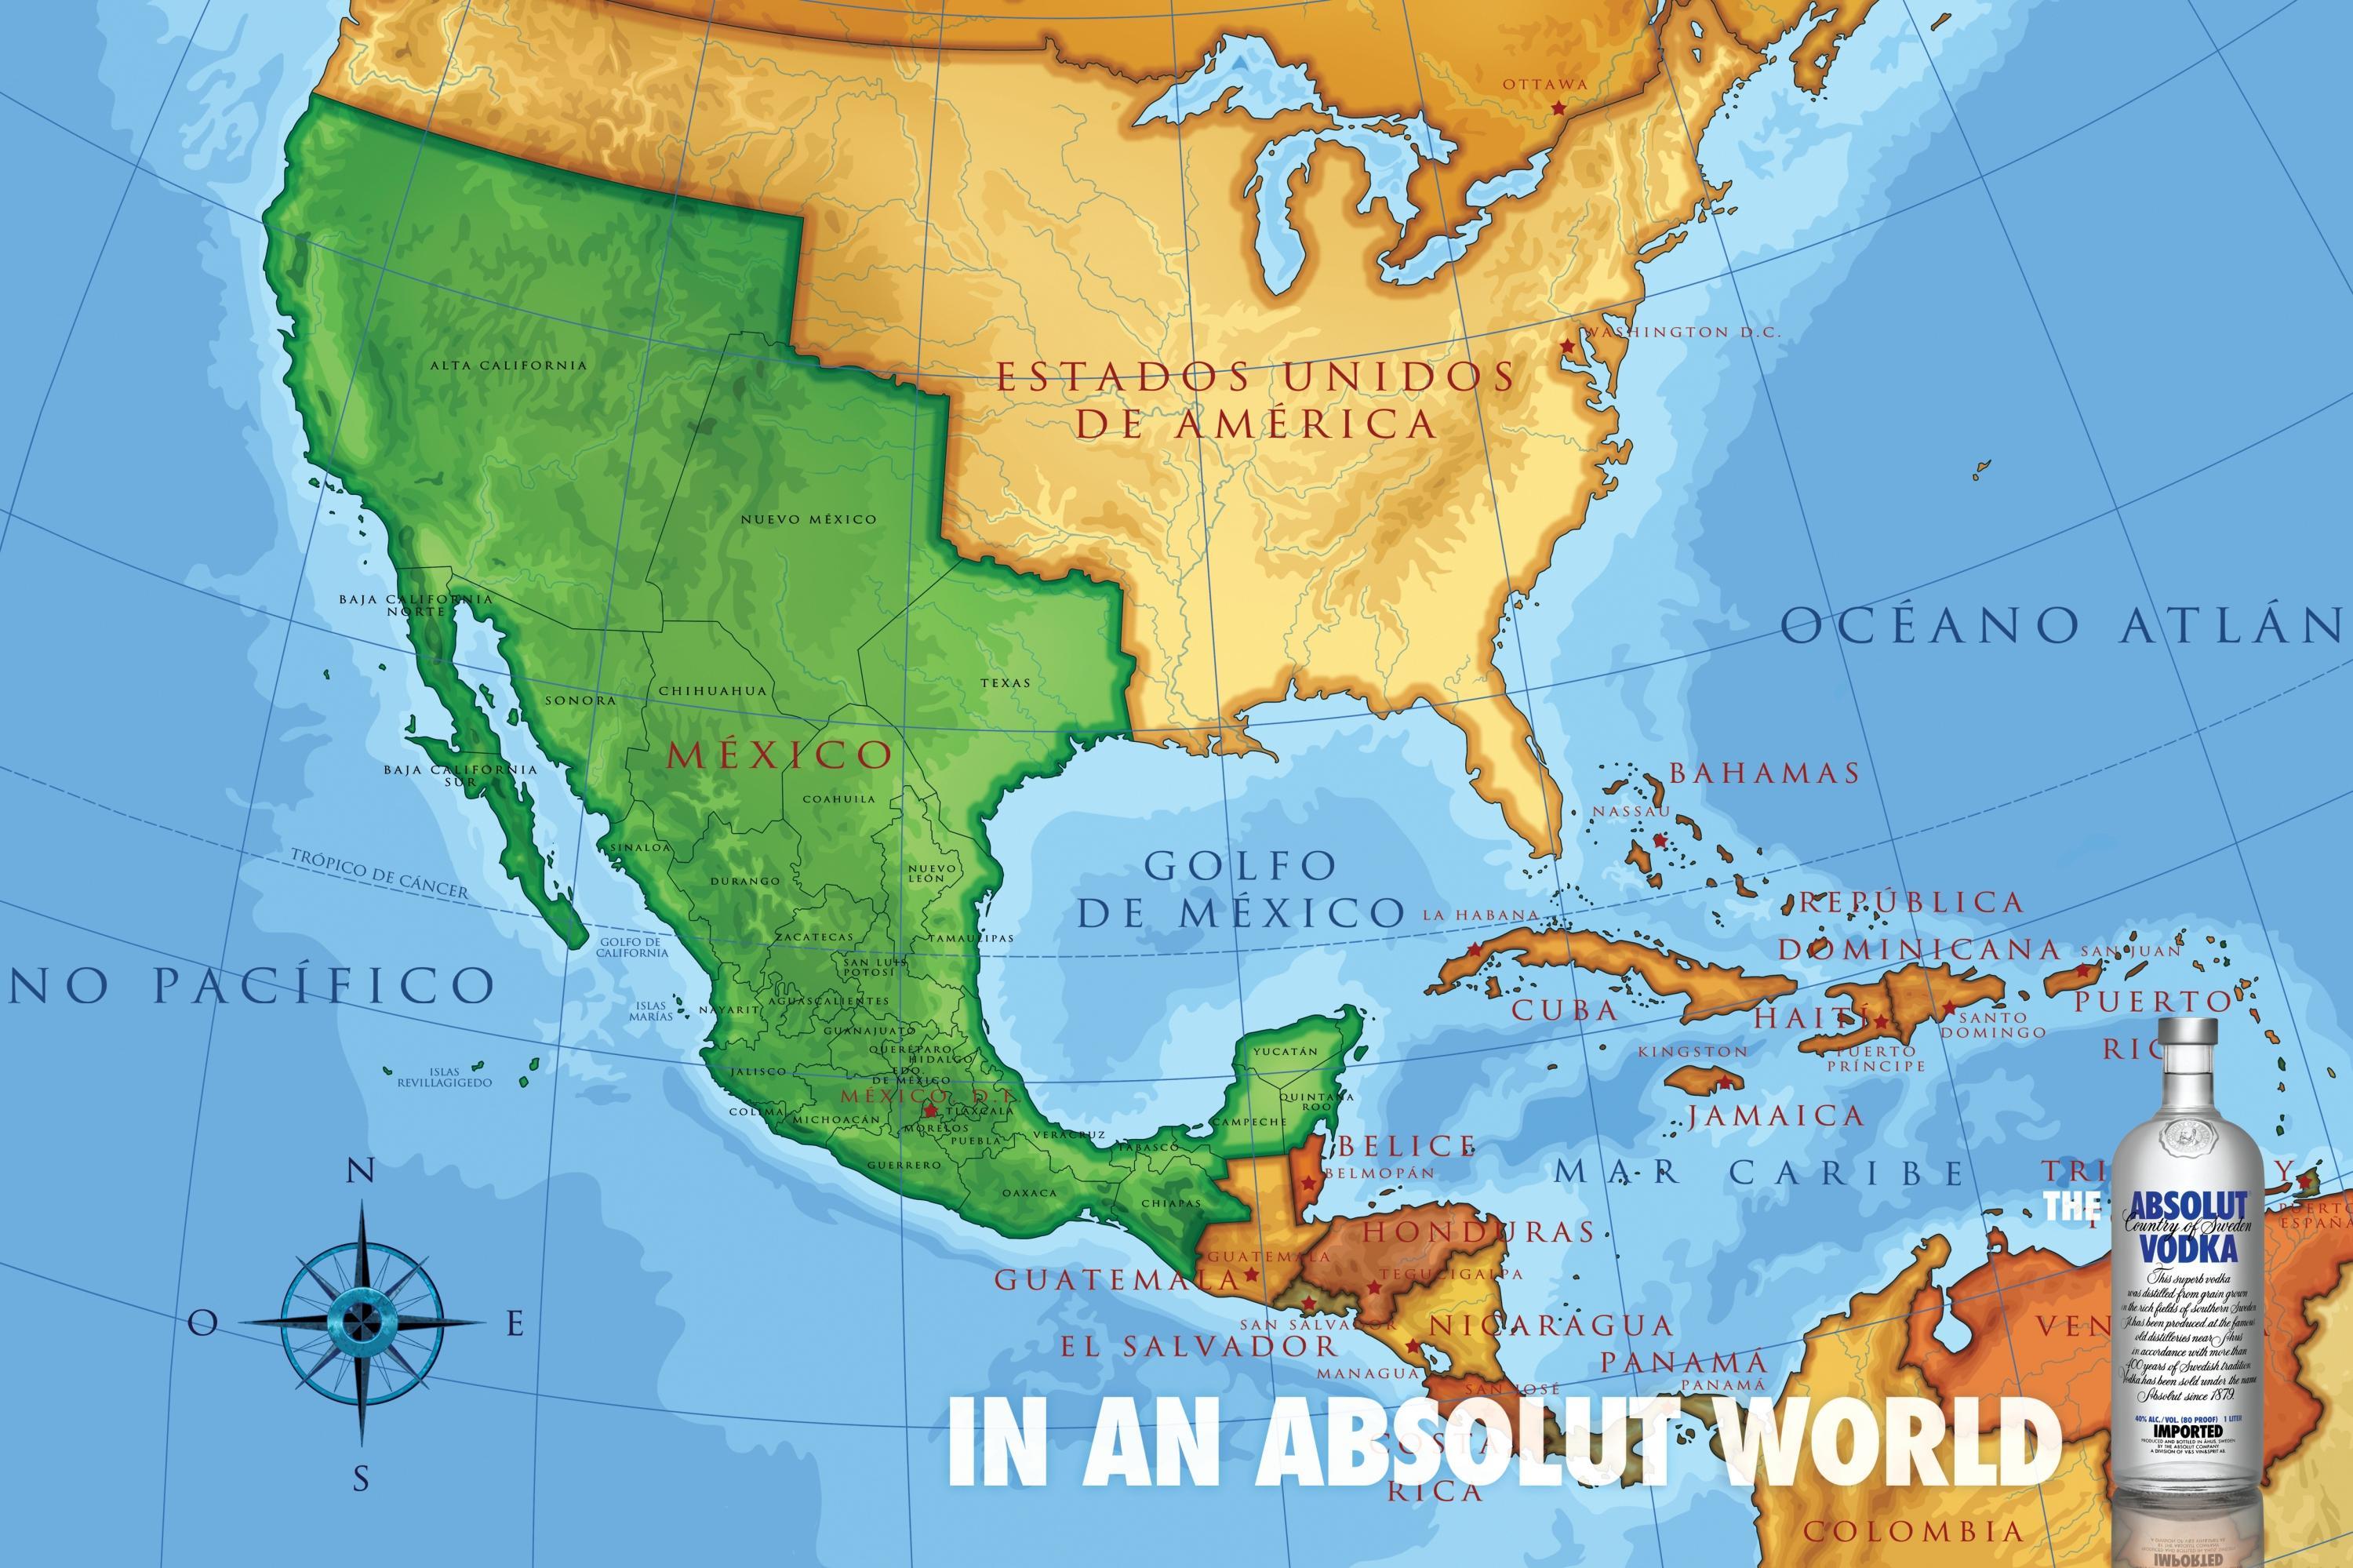 OTTAWA
WASHINGTON D.C.
ESTADOS UNIDOS
DE AMÉRICA
ALTA CALIFORNIA
NUEVO MÉXICO
BAJA CALIFORNIA
NORTE
OCÉANO ATLÁN
TEXAS
CHIHUAHUA
SONORA
MÉXICO
BAJA CALIFORNIA
SUR
COAHUILA
BAHAMAS
NASSAU
SINALOA
TRÓPICO DE CÁNCER
DURANGO
NUEVO
LEÓN
GOLFO
DE MÉXICO
LA HABANA
REPÚBLICA
DOMINICANA
SAN JUAN
ZACATECAS
TAMAULIPAS
GOLFO DE
CALIFORNIA
SAN LUIS
POTOSÍ
NO PACÍFICO
AGUASCALIENTES
ISLAS
MARÍAS
NAYARIT
CUBA
HAITÍ
PUERTO
RIC
SANTO
DOMINGO
GUANAJUATO
QUERÉTARO
HIDALGO
YUCATÁN
KINGSTON
PUERTO
PRÍNCIPE
ISLAS
REVILLAGIGEDO
JALISCO
EDO.
DE MÉXICO
MÉXICO, D.F.
TLAXCALA
QUINTANA
ROO
COLIMA
MICHOACÁN
MORELOS
PUEBLA
VERACRUZ
TABASCO
CAMPECHE
JAMAICA
BELICE
BELMOPÁN
GUERRERO
OAXACA
CHIAPAS
MAR CARIBE
TRI
Y
THE
PUERTO
ESPAÑA
HONDURAS
GUATEMALA
TEGUCIGALPA
GUATEMALA
SAN SALVADOR
NICARAGUA
EL SALVADOR
MANAGUA
PANAMÁ
PANAMÁ
SAN JOSÉ
VEN
A
COSTA
RICA
COLOMBIA
N
O
E
S
IN AN ABSOLUT WORLD
ABSOLUT
Country of Sweden
VODKA
This superb vodka
was distilled from grain grown
in the rich fields of southern Sweden
It has been produced at the famous
old distilleries near Åhus
in accordance with more than
400 years of Swedish tradition
Vodka has been sold under the name
Absolut since 1879.
40% ALC./VOL. (80 PROOF) 1 LITER
IMPORTED
PRODUCED AND BOTTLED IN ÅHUS, SWEDEN
BY THE ABSOLUT COMPANY
A DIVISION OF V&S VIN&SPRIT AB
IMPORTED